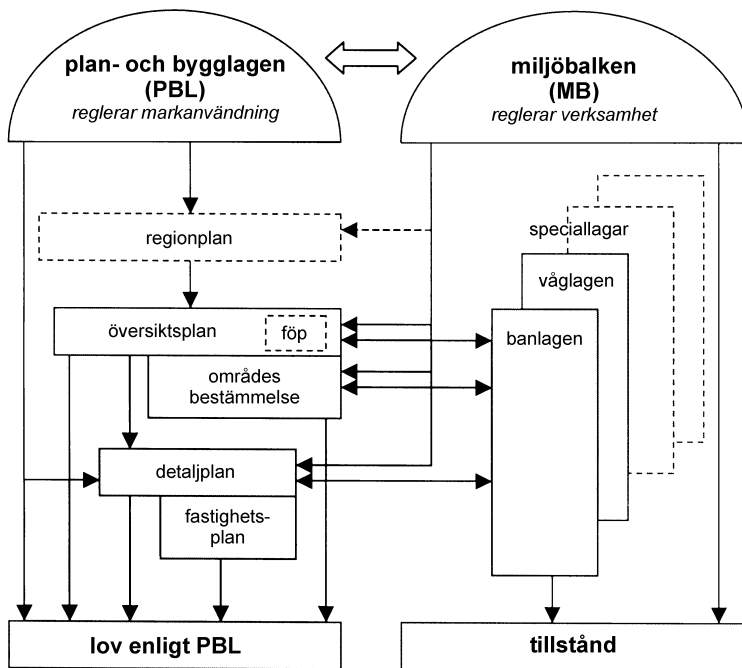 plan- och bygglagen
(PBL)
reglerar markanvändning
miljöbalken
(MB)
reglerar verksamhet
regionplan
speciallagar
våglagen
översiktsplan
föp
banlagen
områdes
bestämmelse
detaljplan
fastighets-
plan
lov enligt PBL
tillstånd